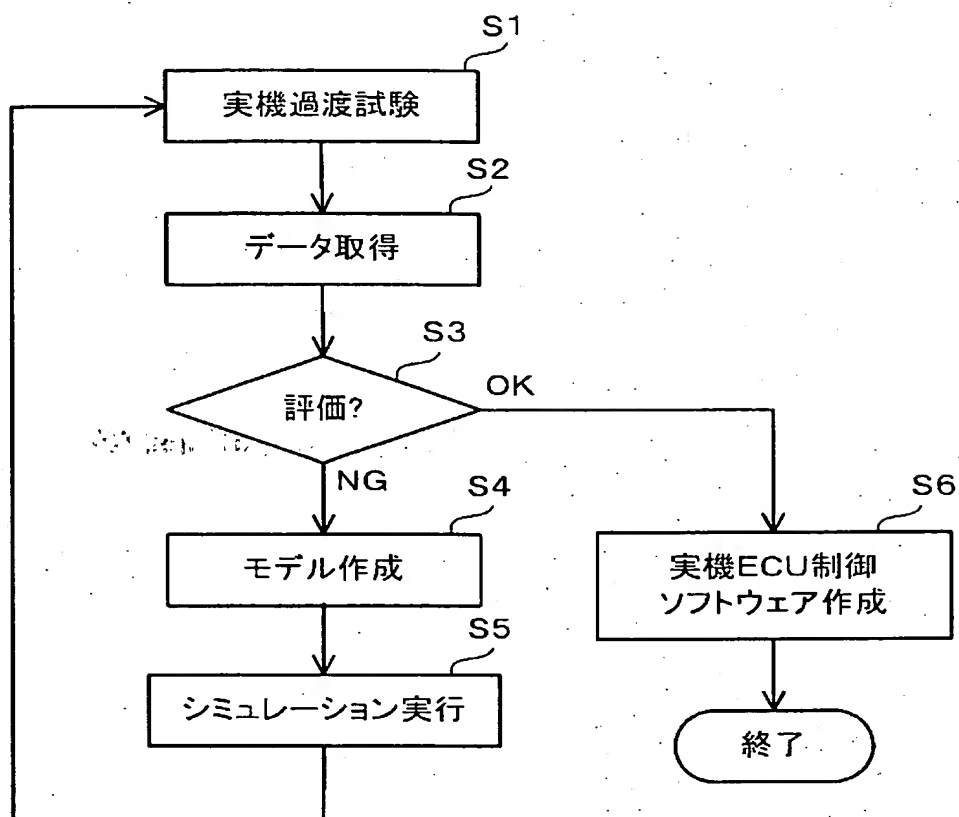 S1
実機過渡試験
S2
データ取得
S3
評価?
OK
NG
S4
モデル作成
S5
シミュレーション実行
S6
実機ECU制御
ソフトウェア作成
終了